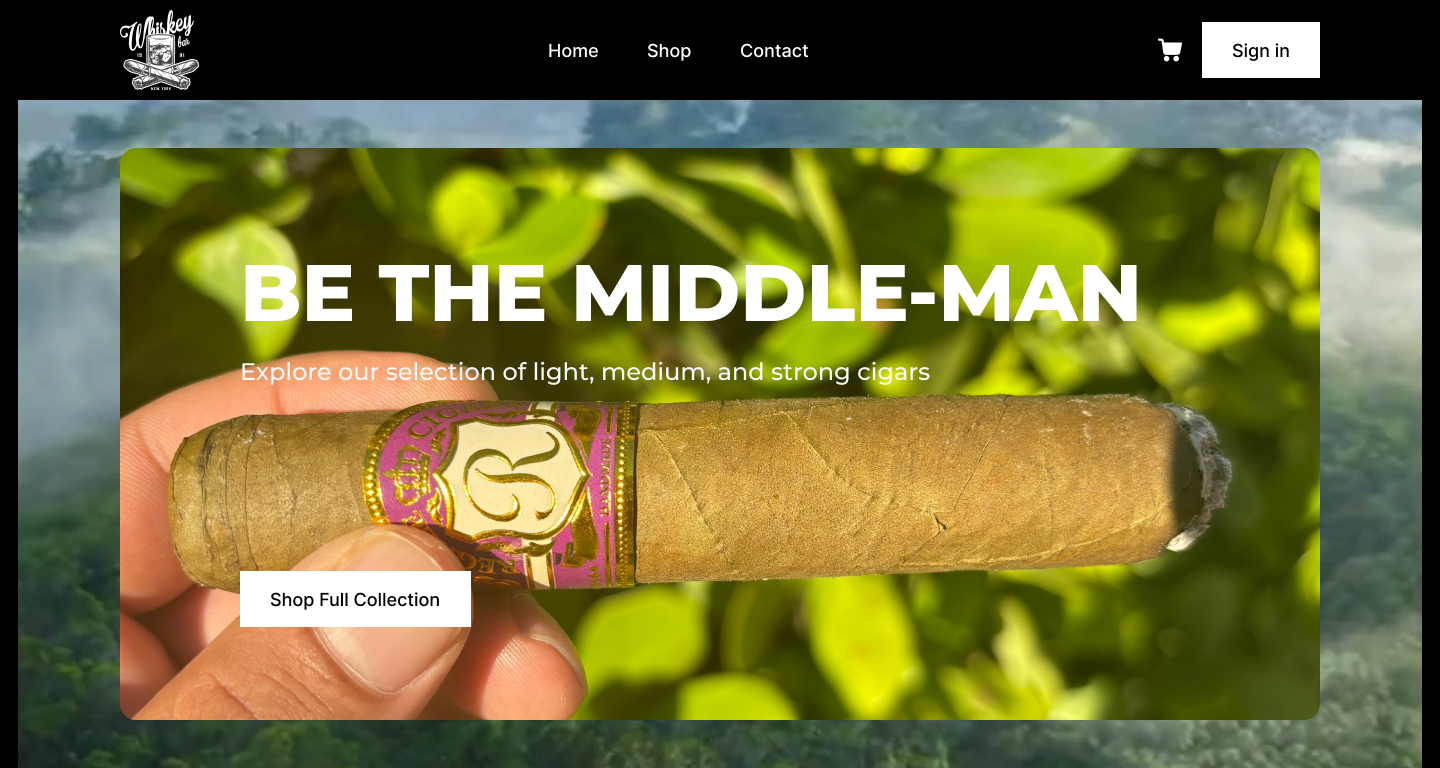 Whiskey
bar
NEW YORK
Home
Shop
Contact
Sign in
BE THE MIDDLE-MAN
Explore our selection of light, medium, and strong cigars
R
Shop Full Collection